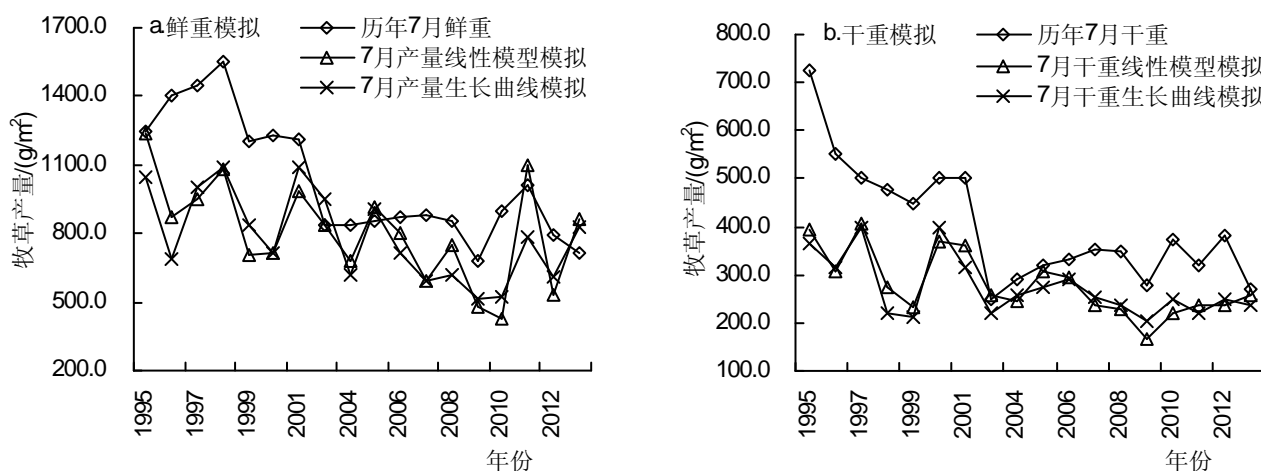 a.鲜重模拟
历年7月鲜重
7月产量线性模型模拟
7月产量生长曲线模拟
牧草产量/(g/m²)
1700.0
1400.0
1100.0
800.0
500.0
200.0
1995
1997
1999
2001
2004
2006
2008
2010
2012
年份
b.干重模拟
历年7月干重
7月干重线性模型模拟
7月干重生长曲线模拟
牧草产量/(g/m²)
800.0
700.0
600.0
500.0
400.0
300.0
200.0
100.0
1995
1997
1999
2001
2004
2006
2008
2010
2012
年份